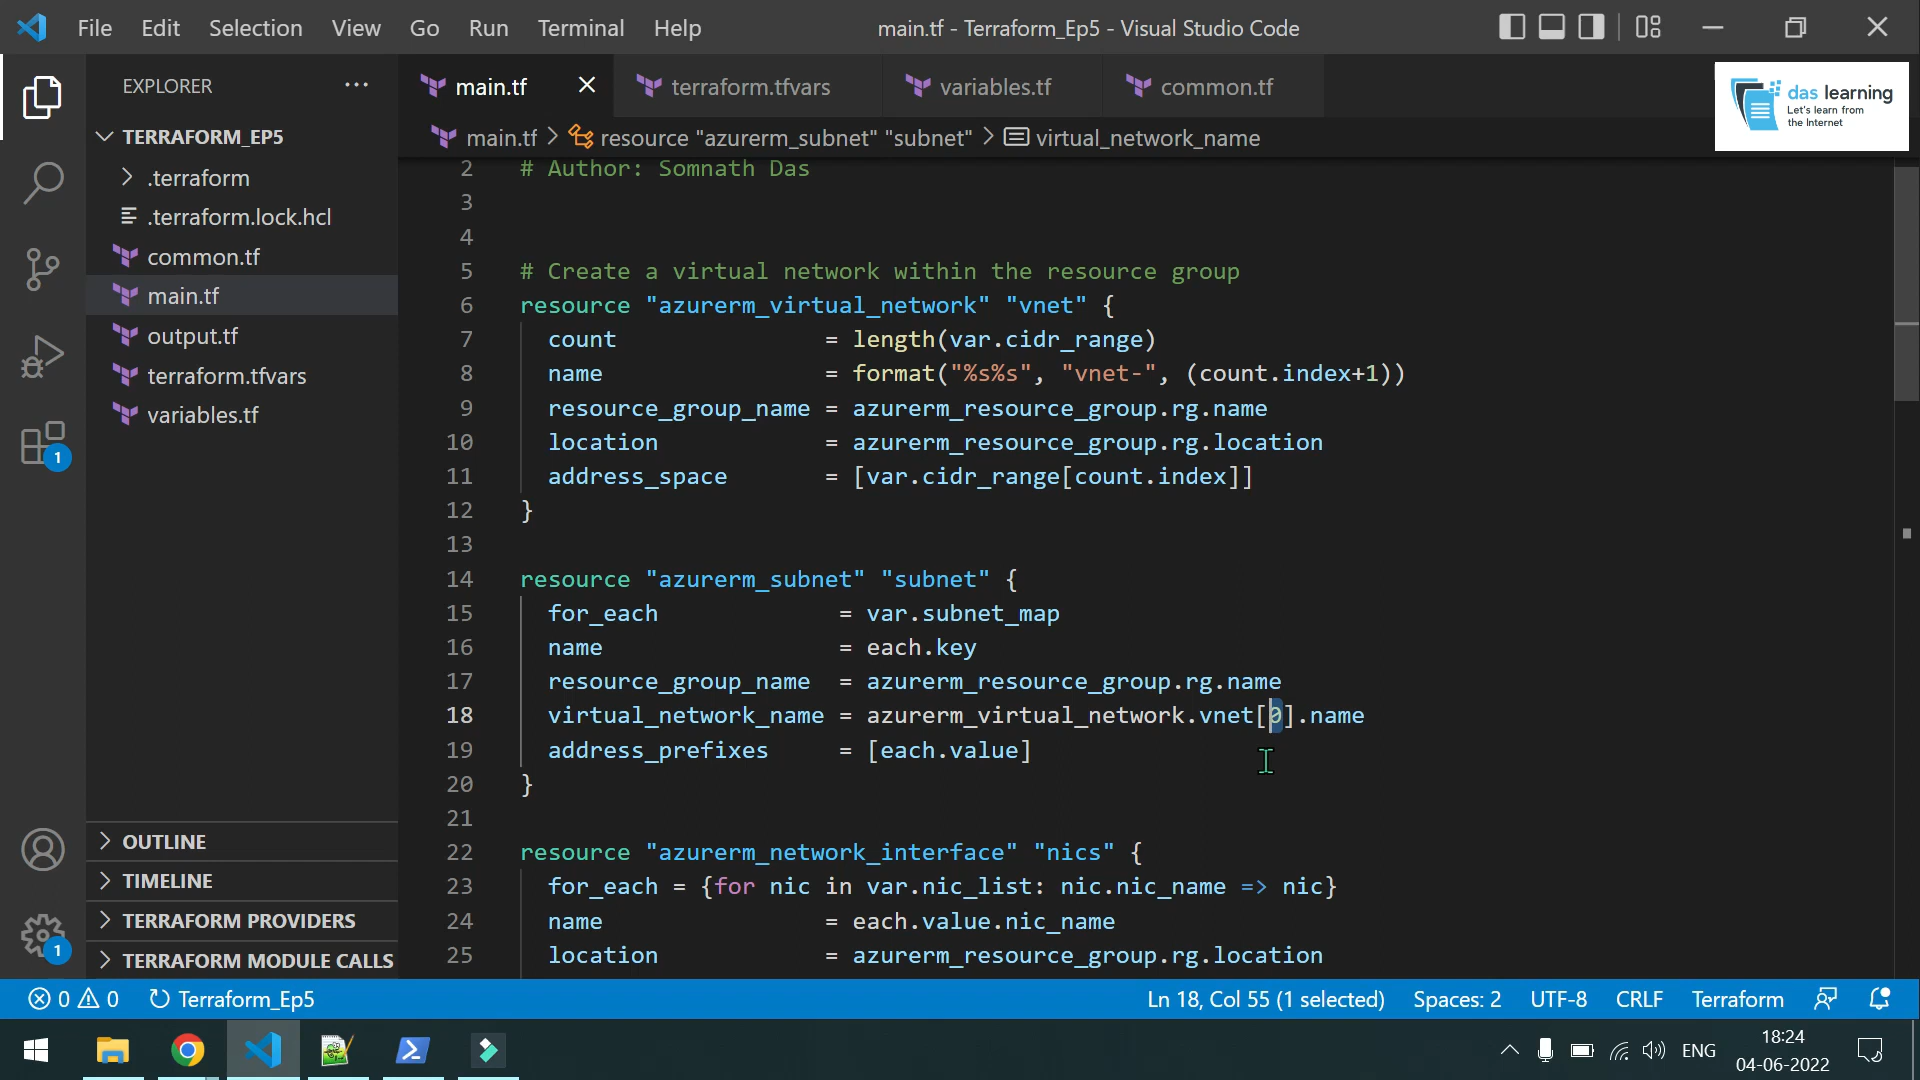 File Edit Selection View Go Run Terminal Help
main.tf - Terraform_Ep5 - Visual Studio Code
EXPLORER
TERRAFORM_EP5
.terraform
.terraform.lock.hcl
common.tf
main.tf
output.tf
terraform.tfvars
variables.tf
OUTLINE
TIMELINE
TERRAFORM PROVIDERS
TERRAFORM MODULE CALLS
1
1
main.tf terraform.tfvars variables.tf common.tf
main.tf > resource "azurerm_subnet" "subnet" > virtual_network_name
das learning
Let's learn from
the Internet
2 # Author: Somnath Das
3
4
5 # Create a virtual network within the resource group
6 resource "azurerm_virtual_network" "vnet" {
7 count = length(var.cidr_range)
8 name = format("%s%s", "vnet-", (count.index+1))
9 resource_group_name = azurerm_resource_group.rg.name
10 location = azurerm_resource_group.rg.location
11 address_space = [var.cidr_range[count.index]]
12 }
13
14 resource "azurerm_subnet" "subnet" {
15 for_each = var.subnet_map
16 name = each.key
17 resource_group_name = azurerm_resource_group.rg.name
18 virtual_network_name = azurerm_virtual_network.vnet[0].name
19 address_prefixes = [each.value]
20 }
21
22 resource "azurerm_network_interface" "nics" {
23 for_each = {for nic in var.nic_list: nic.nic_name => nic}
24 name = each.value.nic_name
25 location = azurerm_resource_group.rg.location
0 0 Terraform_Ep5
Ln 18, Col 55 (1 selected) Spaces: 2 UTF-8 CRLF Terraform
ENG
18:24
04-06-2022